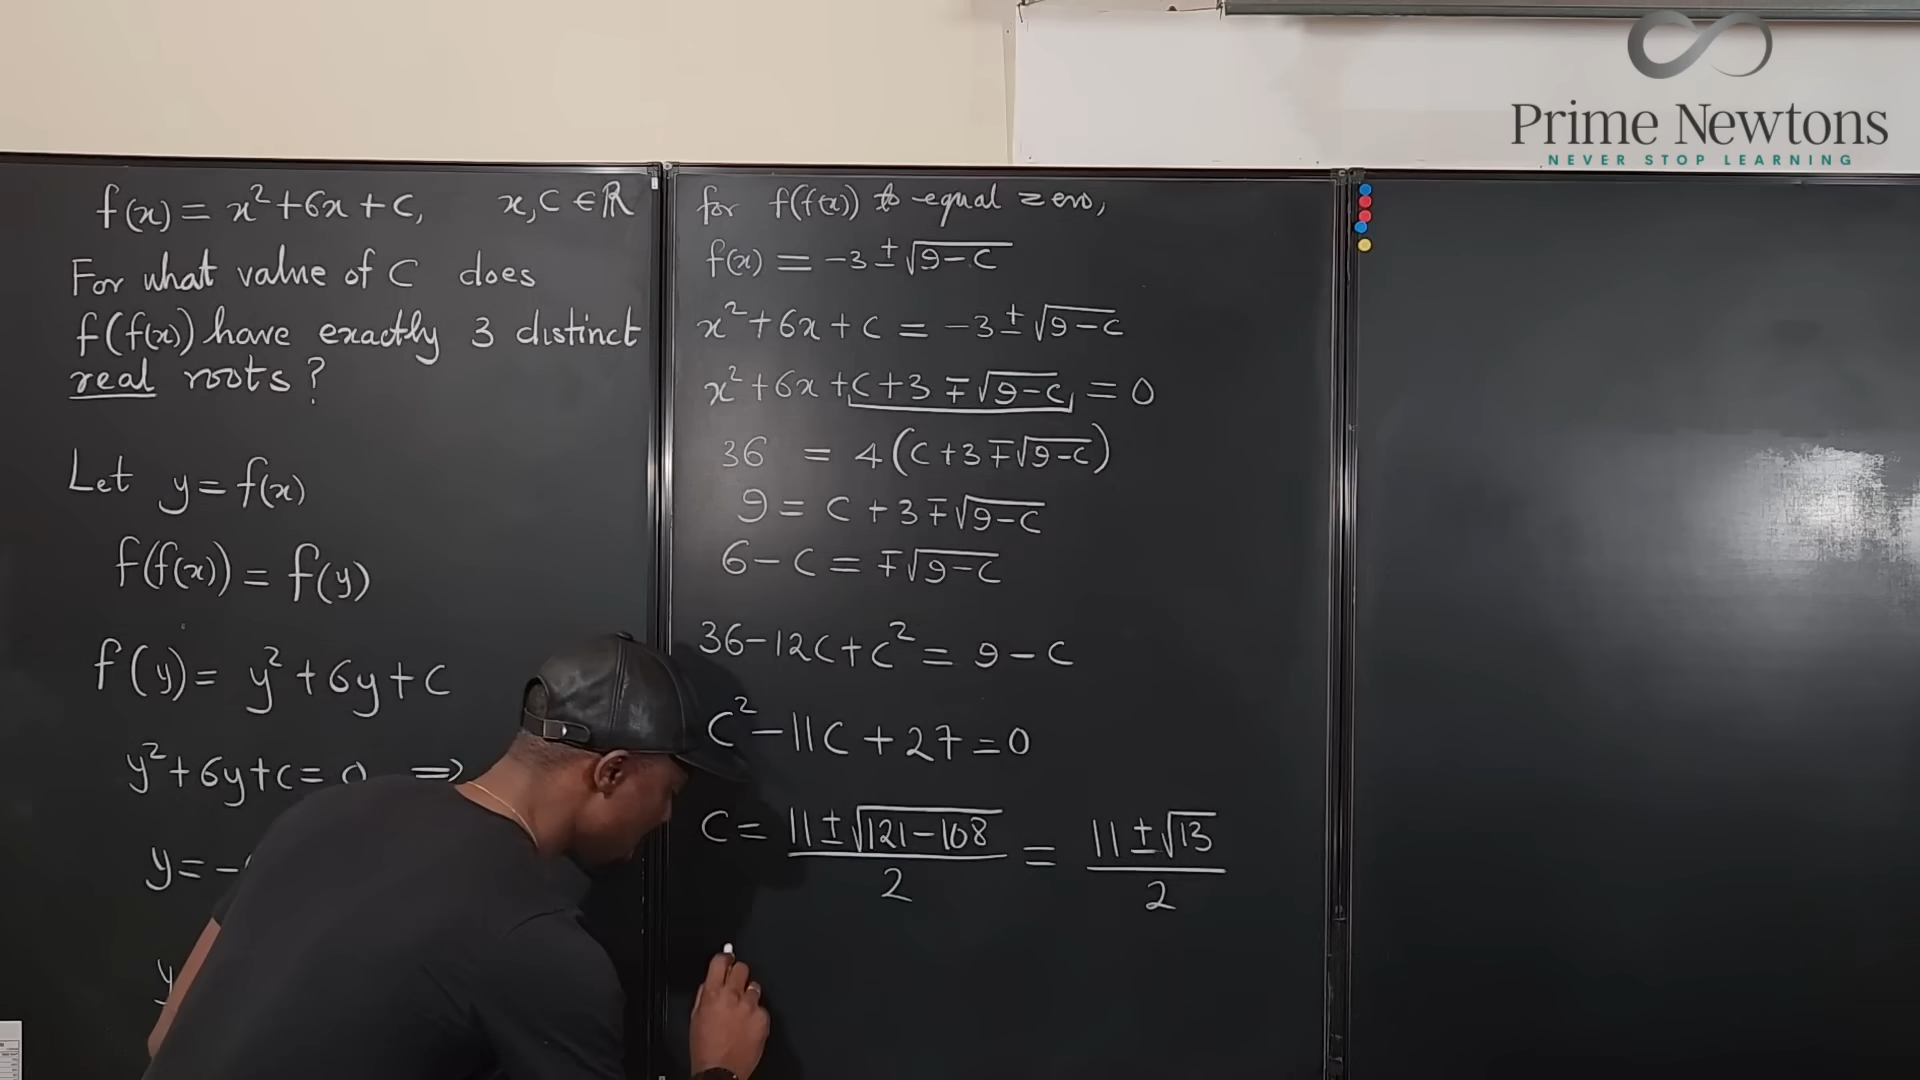 Prime Newtons
NEVER STOP LEARNING
f(x) = x²+6x+C, x,C ∈ ℝ
For what value of C does
f(f(x)) have exactly 3 distinct
real roots?
Let y = f(x)
f(f(x)) = f(y)
f(y) = y²+6y+C
y²+6y+C = 0 ⇒
y = -
y
for f(f(x)) to equal zero,
f(x) = -3 ± √(9-C)
x²+6x+C = -3 ± √(9-C)
x²+6x+C+3 ∓ √(9-C) = 0
36 = 4(C+3 ∓ √(9-C))
9 = C+3 ∓ √(9-C)
6-C = ∓√(9-C)
36-12C+C² = 9-C
C²-11C+27=0
C = (11±√(121-108))/2 = (11±√13)/2